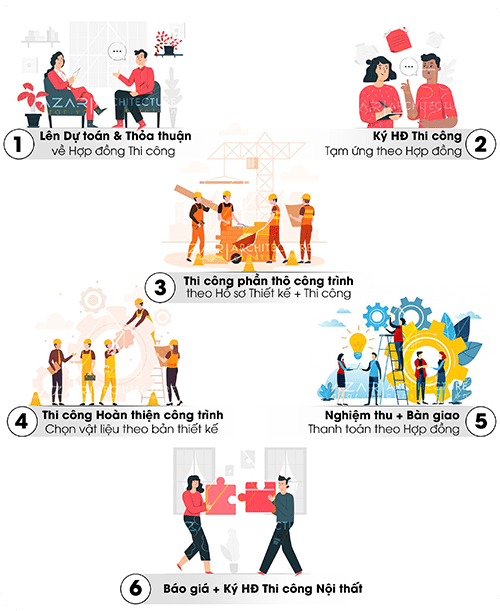 AZAR|ARCHITECTURE
1
Lên Dự toán & Thỏa thuận
về Hợp đồng Thi công
2
Ký HĐ Thi công
Tạm ứng theo Hợp đồng
ARCHITECTURE
3
Thi công phần thô công trình
theo Hồ sơ Thiết kế + Thi công
4
Thi công Hoàn thiện công trình
Chọn vật liệu theo bản thiết kế
5
Nghiệm thu + Bàn giao
Thanh toán theo Hợp đồng
6
Báo giá + Ký HĐ Thi công Nội thất